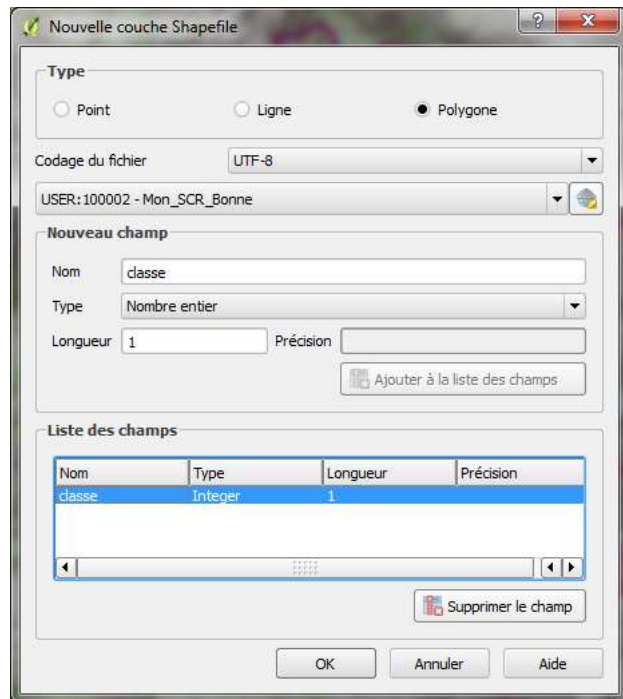 Nouvelle couche Shapefile
?
Type
Point
Ligne
Polygone
Codage du fichier
UTF-8
USER:100002 - Mon_SCR_Bonne
Nouveau champ
Nom
classe
Type
Nombre entier
Longueur
1
Précision
Ajouter à la liste des champs
Liste des champs
Nom Type Longueur Précision
classe Integer 1
Supprimer le champ
OK
Annuler
Aide